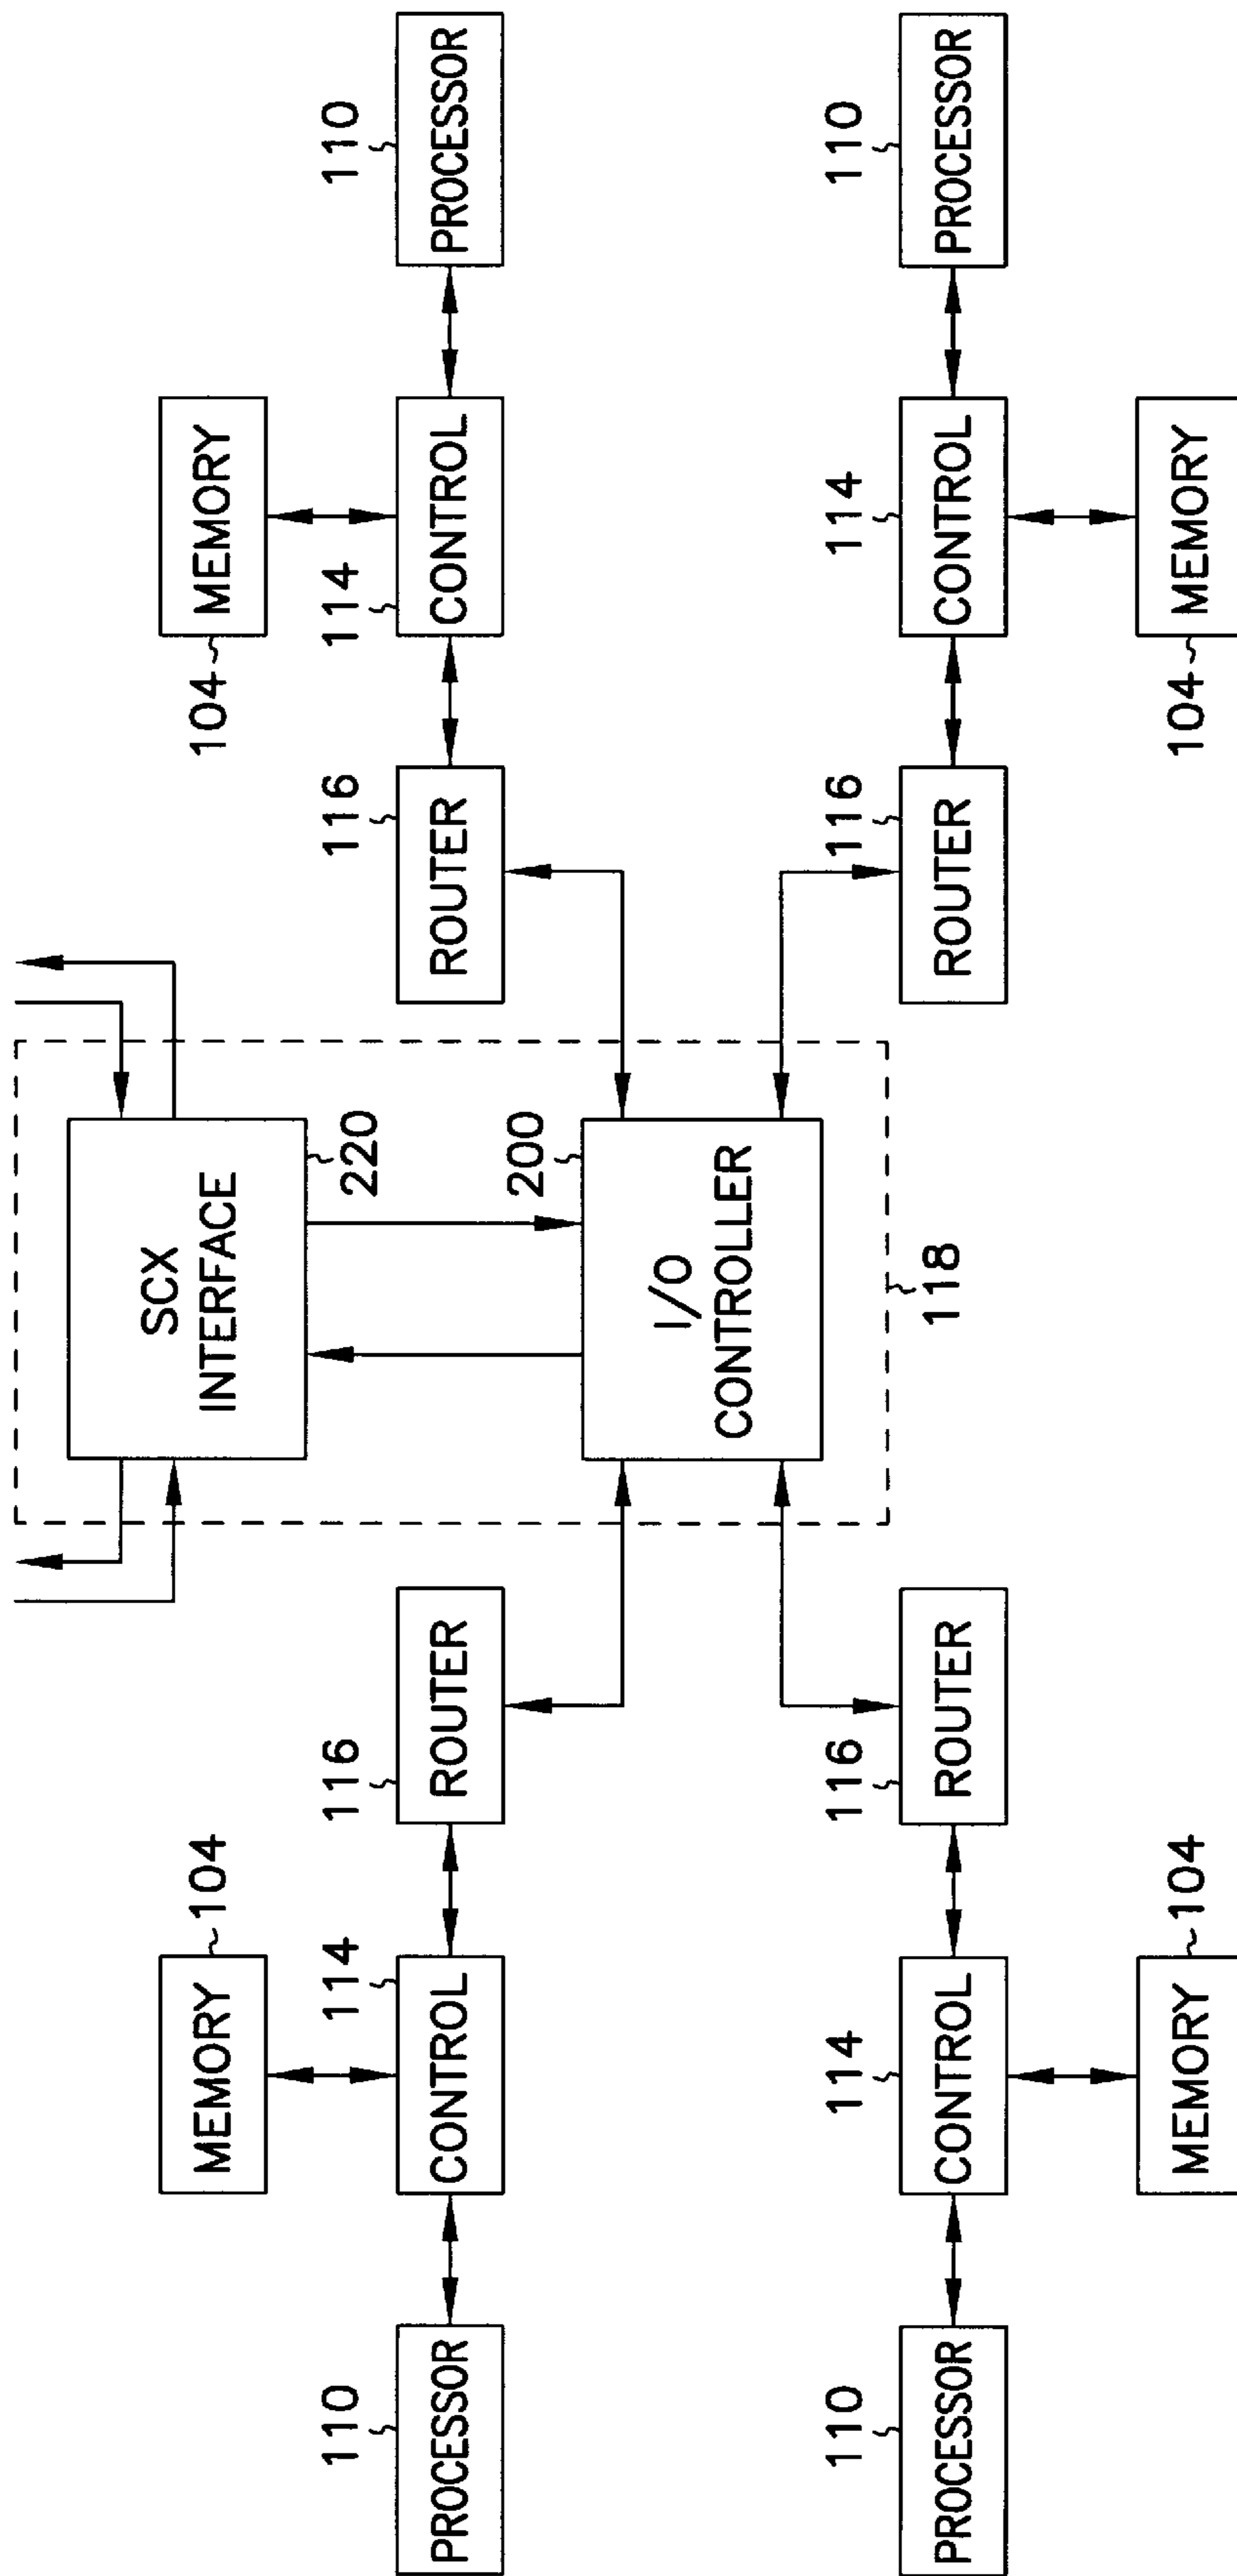 SCX
INTERFACE
MEMORY
104
104
MEMORY
110
114
116
220
116
114
110
PROCESSOR
CONTROL
ROUTER
ROUTER
CONTROL
PROCESSOR
200
I/O
CONTROLLER
110
114
116
116
114
110
118
PROCESSOR
CONTROL
ROUTER
ROUTER
CONTROL
PROCESSOR
MEMORY
104
104
MEMORY